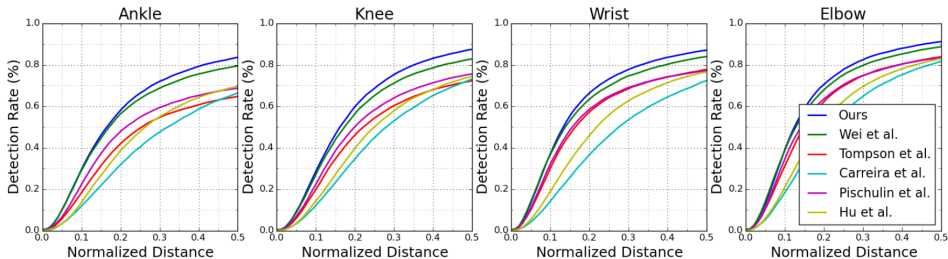 Ankle Knee Wrist Elbow
Detection Rate (%)
1.0
0.8
0.6
0.4
0.2
0.0
0.0 0.1 0.2 0.3 0.4 0.5
Normalized Distance
Detection Rate (%)
1.0
0.8
0.6
0.4
0.2
0.0
0.0 0.1 0.2 0.3 0.4 0.5
Normalized Distance
Detection Rate (%)
1.0
0.8
0.6
0.4
0.2
0.0
0.0 0.1 0.2 0.3 0.4 0.5
Normalized Distance
Detection Rate (%)
1.0
0.8
0.6
0.4
0.2
0.0
0.0 0.1 0.2 0.3 0.4 0.5
Normalized Distance
Ours
Wei et al.
Tompson et al.
Carreira et al.
Pischulin et al.
Hu et al.